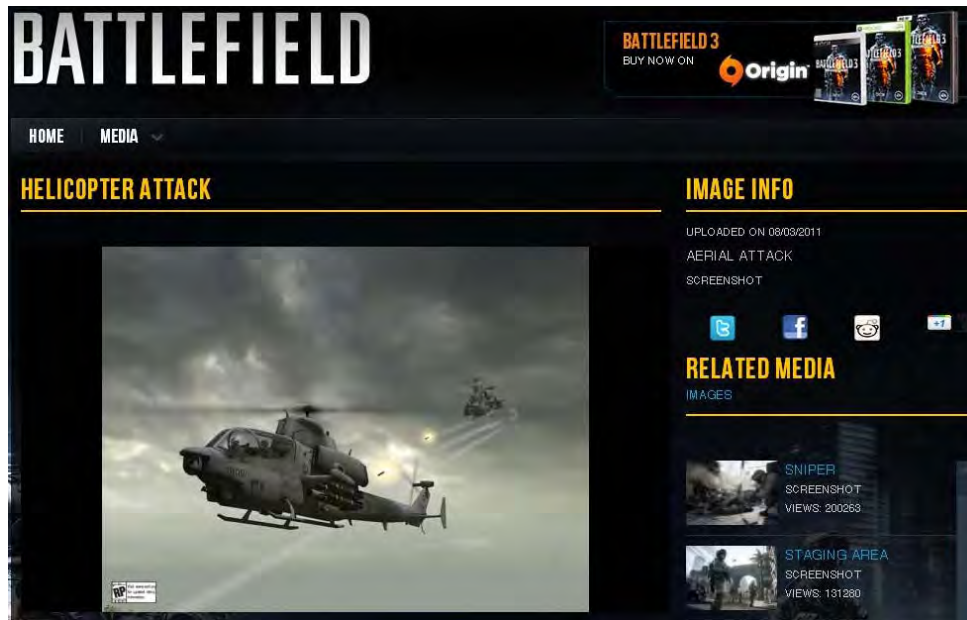 BATTLEFIELD
BATTLEFIELD 3
BUY NOW ON
Origin
HOME
MEDIA
HELICOPTER ATTACK
IMAGE INFO
UPLOADED ON 08/03/2011
AERIAL ATTACK
SCREENSHOT
+1
RELATED MEDIA
IMAGES
SNIPER
SCREENSHOT
VIEWS: 200263
STAGING AREA
SCREENSHOT
VIEWS: 131280
RP